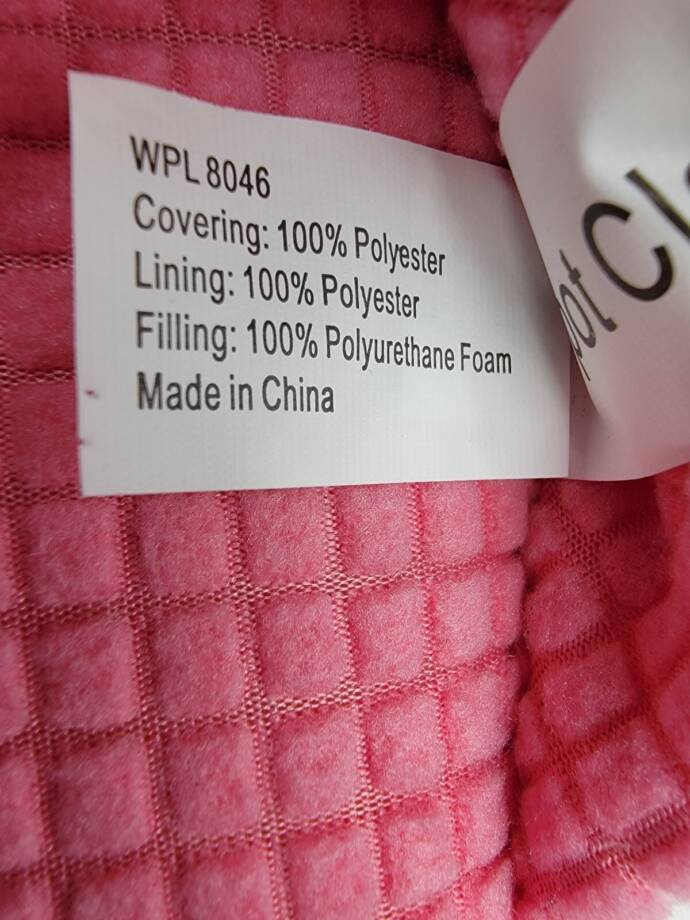 WPL 8046
Covering: 100% Polyester
Lining: 100% Polyester
Filling: 100% Polyurethane Foam
Made in China